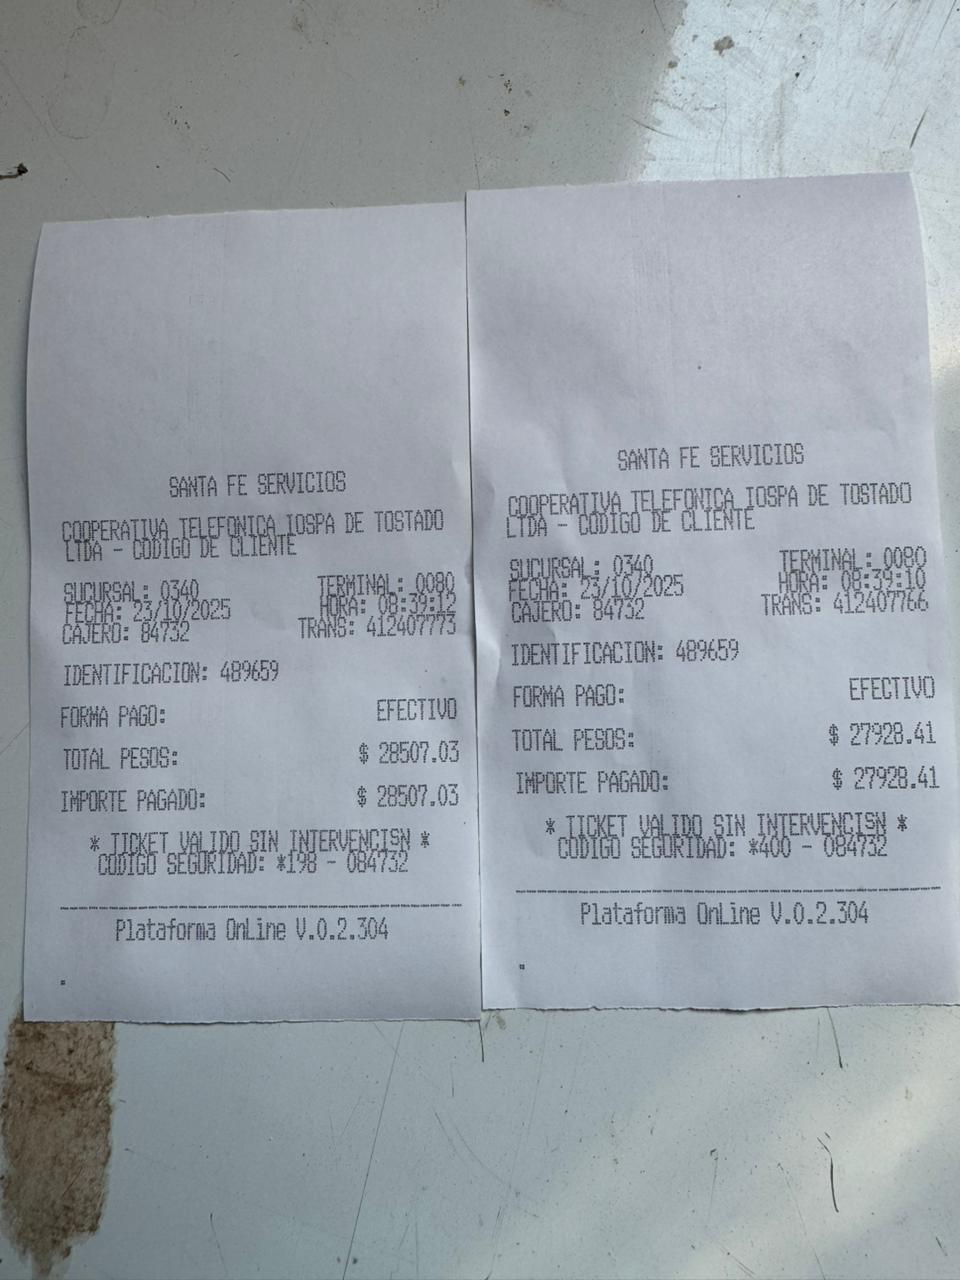 SANTA FE SERVICIOS
COOPERATIVA TELEFONICA IOSPA DE TOSTADO
LTDA - CODIGO DE CLIENTE
SUCURSAL: 0340 TERMINAL: 0080
FECHA: 23/10/2025 HORA: 08:39:12
CAJERO: 84732 TRANS: 412407773
IDENTIFICACION: 489659
FORMA PAGO: EFECTIVO
TOTAL PESOS: $ 28507.03
IMPORTE PAGADO: $ 28507.03
* TICKET VALIDO SIN INTERVENCISN *
CODIGO SEGURIDAD: *198 - 084732
Plataforma OnLine V.0.2.304
SANTA FE SERVICIOS
COOPERATIVA TELEFONICA IOSPA DE TOSTADO
LTDA - CODIGO DE CLIENTE
SUCURSAL: 0340 TERMINAL: 0080
FECHA: 23/10/2025 HORA: 08:39:10
CAJERO: 84732 TRANS: 412407766
IDENTIFICACION: 489659
FORMA PAGO: EFECTIVO
TOTAL PESOS: $ 27928.41
IMPORTE PAGADO: $ 27928.41
* TICKET VALIDO SIN INTERVENCISN *
CODIGO SEGURIDAD: *400 - 084732
Plataforma OnLine V.0.2.304